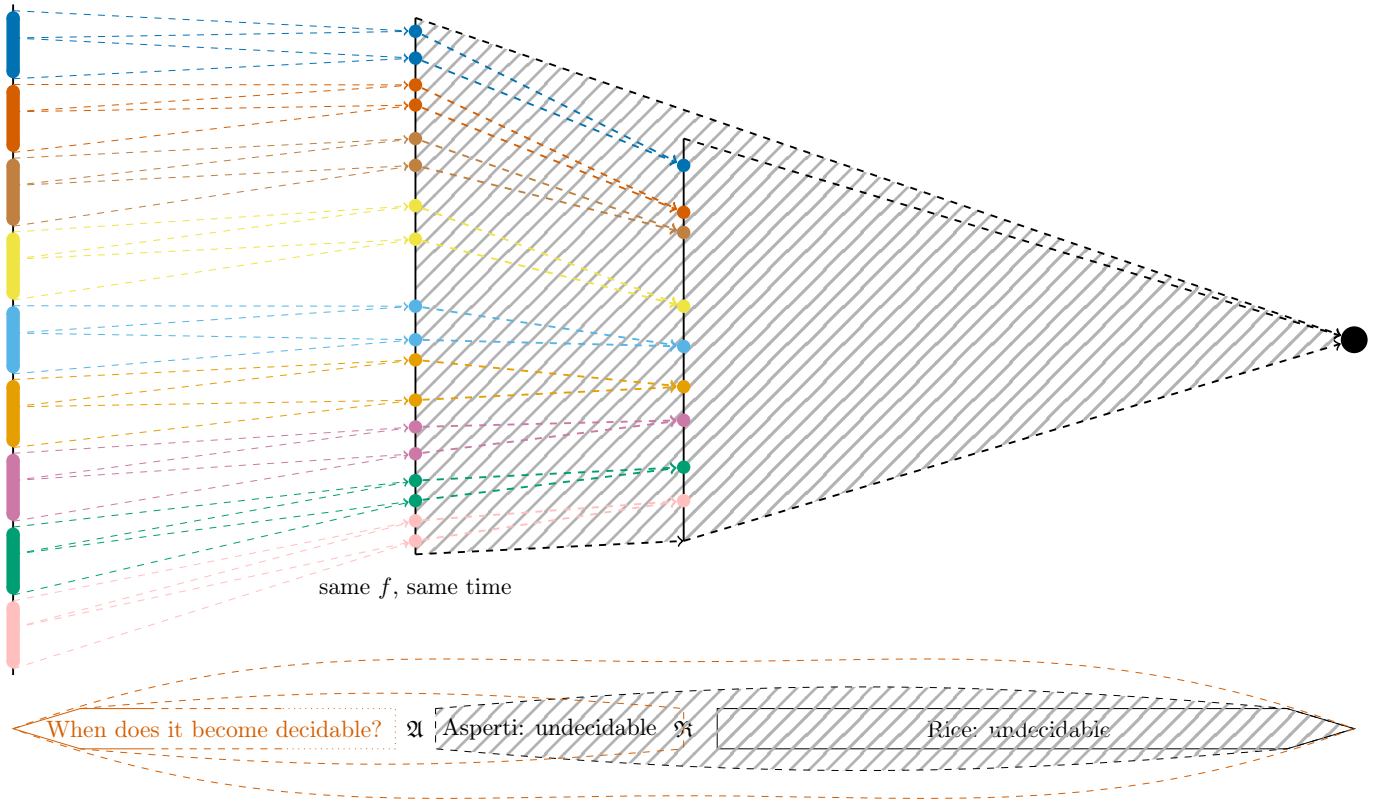 same f, same time
When does it become decidable? 𝔄 Asperti: undecidable ℜ Rice: undecidable